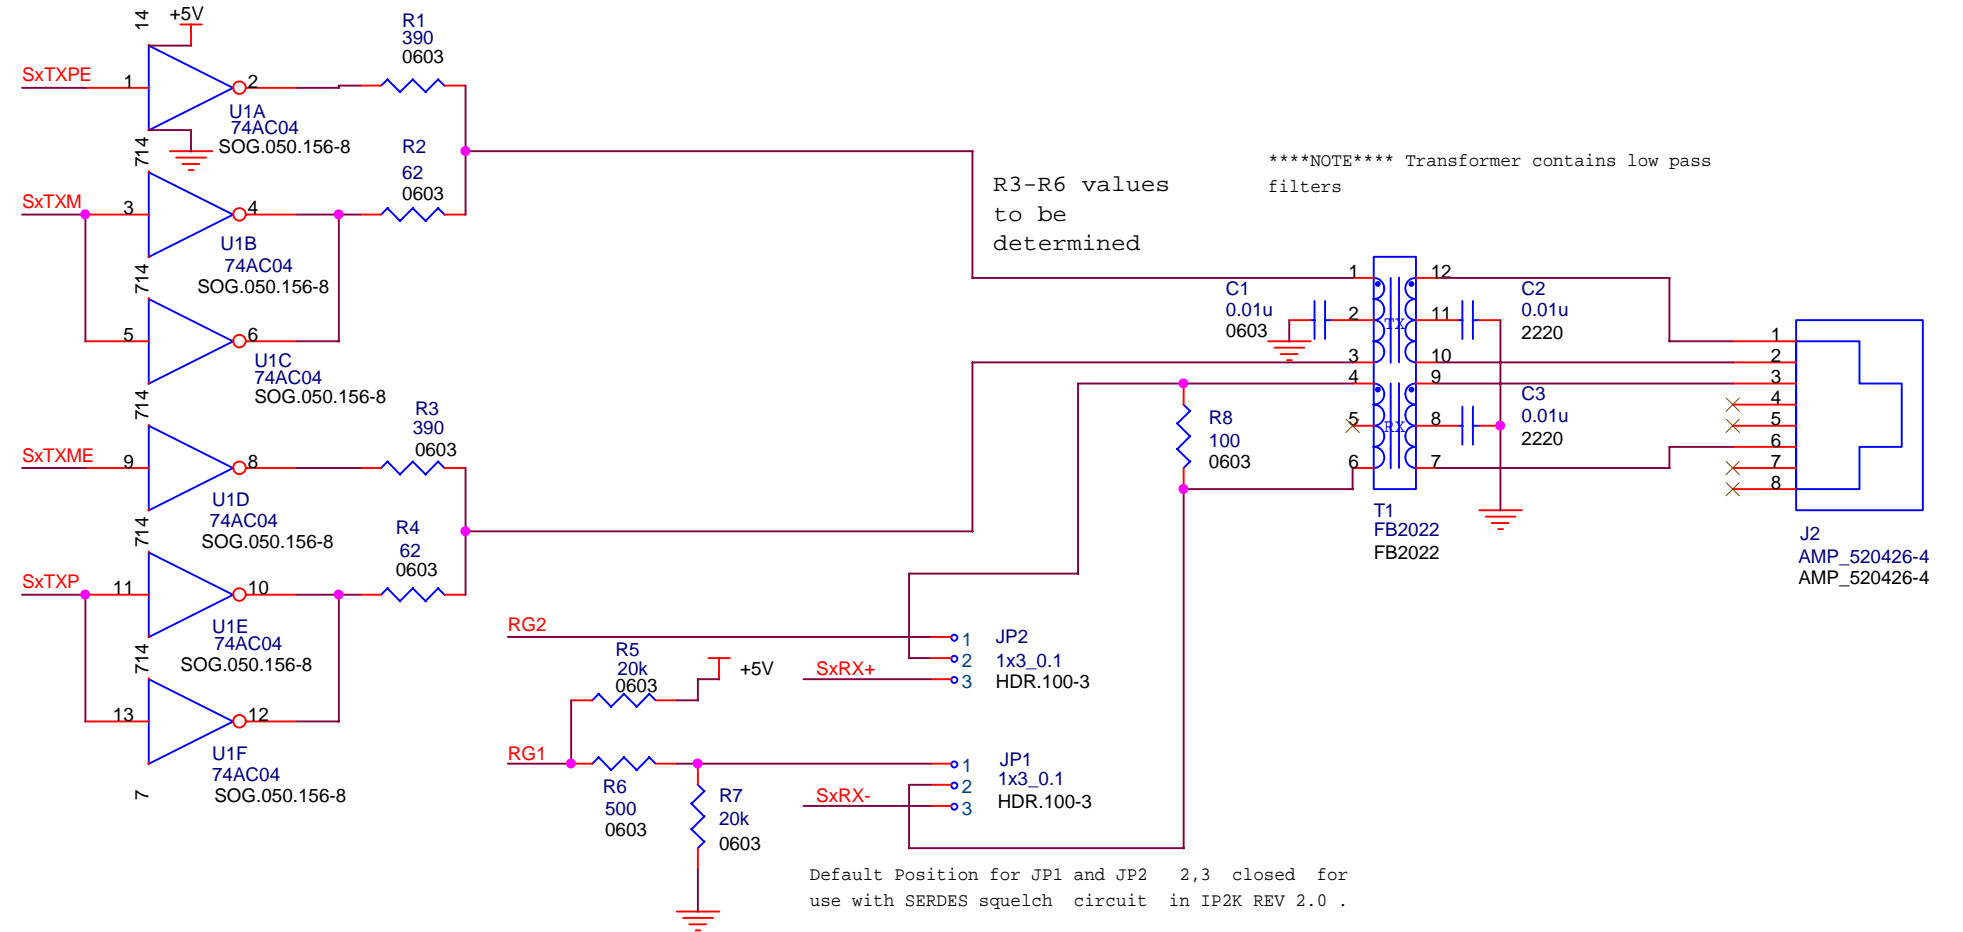 14
+5V
SxTXPE
1
2
U1A
74AC04
SOG.050.156-8
R1
390
0603
714
SxTXM
3
4
U1B
74AC04
SOG.050.156-8
R2
62
0603
714
5
6
U1C
74AC04
SOG.050.156-8
714
SxTXME
9
8
U1D
74AC04
SOG.050.156-8
R3
390
0603
714
SxTXP
11
10
U1E
74AC04
SOG.050.156-8
R4
62
0603
714
13
12
U1F
74AC04
SOG.050.156-8
7
R3-R6 values
to be
determined
****NOTE**** Transformer contains low pass
filters
C1
0.01u
0603
1
2
3
4
5
6
TX
RX
12
11
10
9
8
7
T1
FB2022
FB2022
C2
0.01u
2220
C3
0.01u
2220
R8
100
0603
1
2
3
4
5
6
7
8
J2
AMP_520426-4
AMP_520426-4
RG2
R5
20k
0603
+5V
SxRX+
1
2
3
JP2
1x3_0.1
HDR.100-3
RG1
R6
500
0603
R7
20k
0603
SxRX-
1
2
3
JP1
1x3_0.1
HDR.100-3
Default Position for JP1 and JP2 2,3 closed for
use with SERDES squelch circuit in IP2K REV 2.0 .